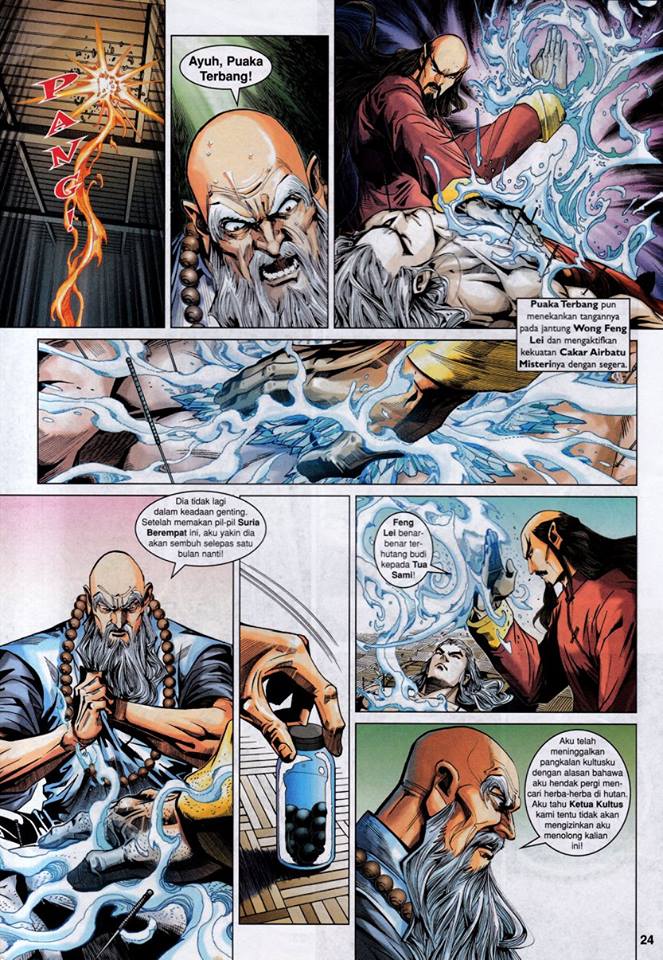 PANG!
Ayuh, Puaka
Terbang!
Puaka Terbang pun
menekankan tangannya
pada jantung Wong Feng
Lei dan mengaktifkan
kekuatan Cakar Airbatu
Misterinya dengan segera.
Dia tidak lagi
dalam keadaan genting.
Setelah memakan pil-pil Suria
Berempat ini, aku yakin dia
akan sembuh selepas satu
bulan nanti!
Feng
Lei benar-
benar ter-
hutang budi
kepada Tua
Sami!
Aku telah
meninggalkan
pangkalan kultusku
dengan alasan bahawa
aku hendak pergi men-
cari herba-herba di hutan.
Aku tahu Ketua Kultus
kami tentu tidak akan
mengizinkan aku
menolong kalian
ini!
24